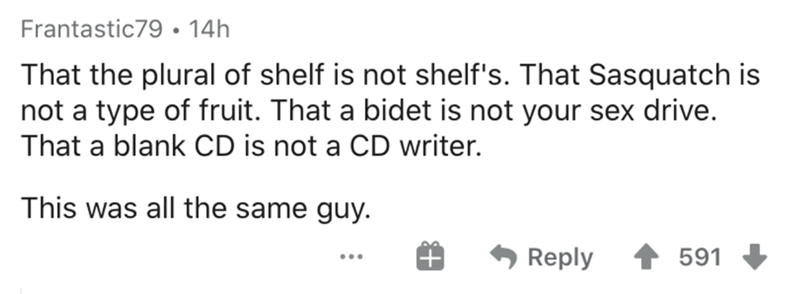 Frantastic79 • 14h
That the plural of shelf is not shelf's. That Sasquatch is
not a type of fruit. That a bidet is not your sex drive.
That a blank CD is not a CD writer.
This was all the same guy.
Reply 591